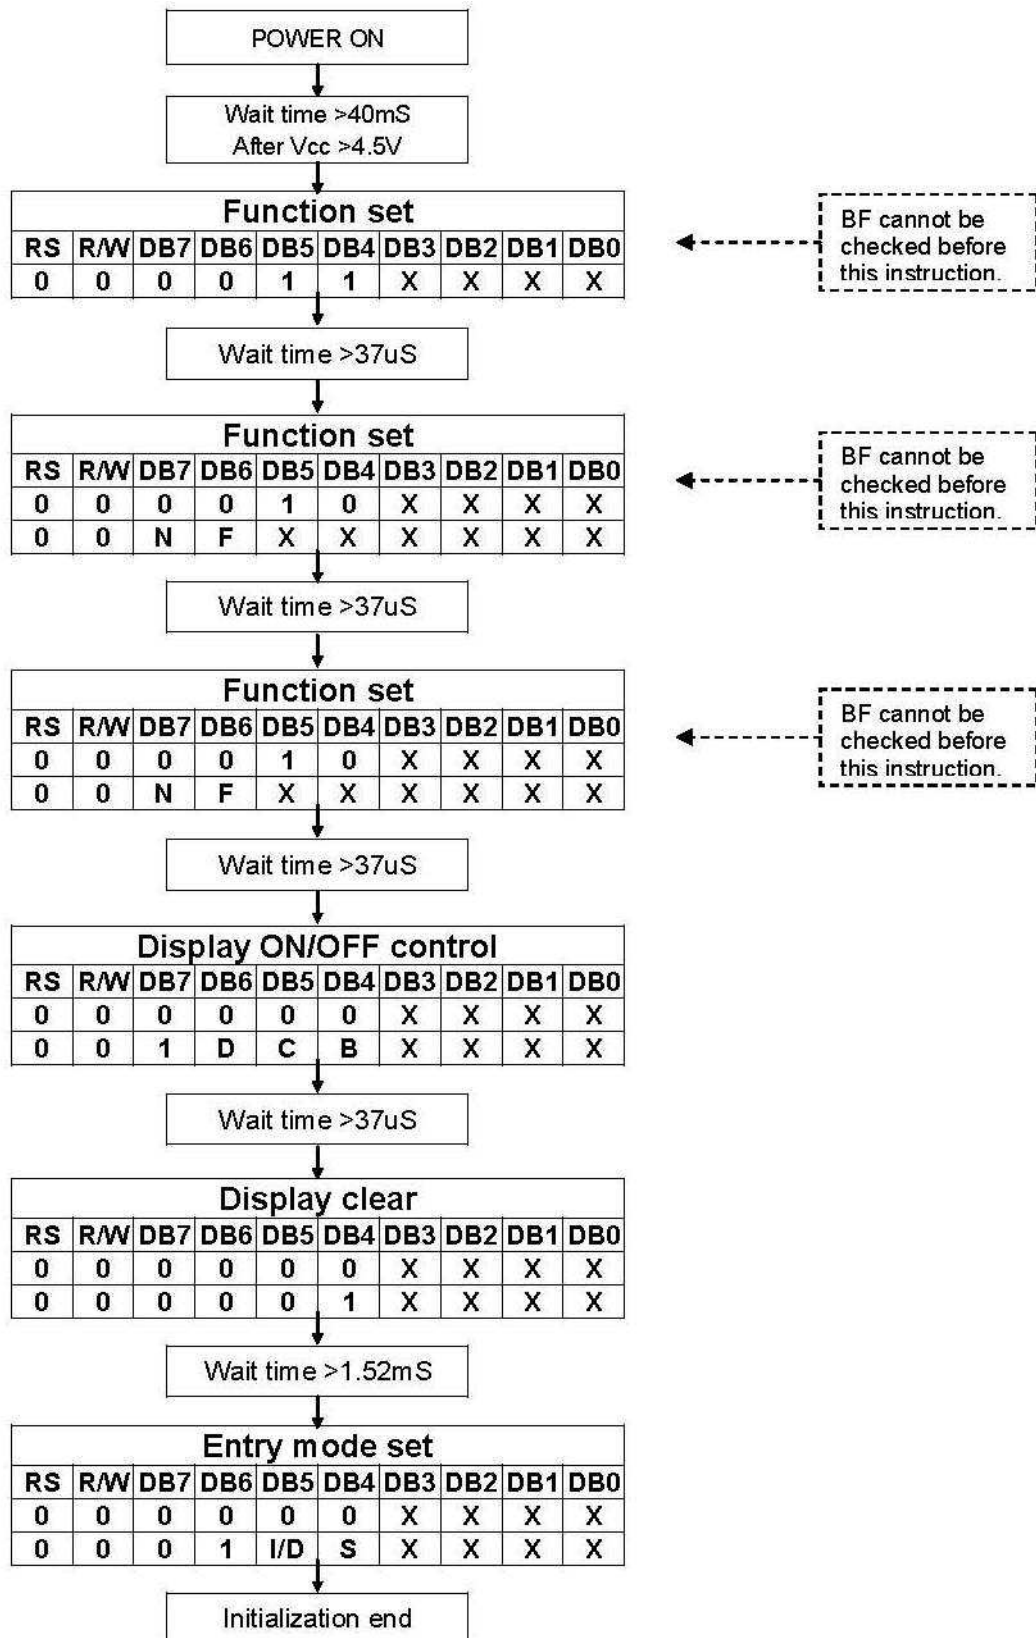 POWER ON
Wait time >40mS
After Vcc >4.5V
Function set
RS R/W DB7 DB6 DB5 DB4 DB3 DB2 DB1 DB0
0 0 0 0 1 1 X X X X
BF cannot be
checked before
this instruction.
Wait time >37uS
Function set
RS R/W DB7 DB6 DB5 DB4 DB3 DB2 DB1 DB0
0 0 0 0 1 0 X X X X
0 0 N F X X X X X X
BF cannot be
checked before
this instruction.
Wait time >37uS
Function set
RS R/W DB7 DB6 DB5 DB4 DB3 DB2 DB1 DB0
0 0 0 0 1 0 X X X X
0 0 N F X X X X X X
BF cannot be
checked before
this instruction.
Wait time >37uS
Display ON/OFF control
RS R/W DB7 DB6 DB5 DB4 DB3 DB2 DB1 DB0
0 0 0 0 0 0 X X X X
0 0 1 D C B X X X X
Wait time >37uS
Display clear
RS R/W DB7 DB6 DB5 DB4 DB3 DB2 DB1 DB0
0 0 0 0 0 0 X X X X
0 0 0 0 0 1 X X X X
Wait time >1.52mS
Entry mode set
RS R/W DB7 DB6 DB5 DB4 DB3 DB2 DB1 DB0
0 0 0 0 0 0 X X X X
0 0 0 1 I/D S X X X X
Initialization end